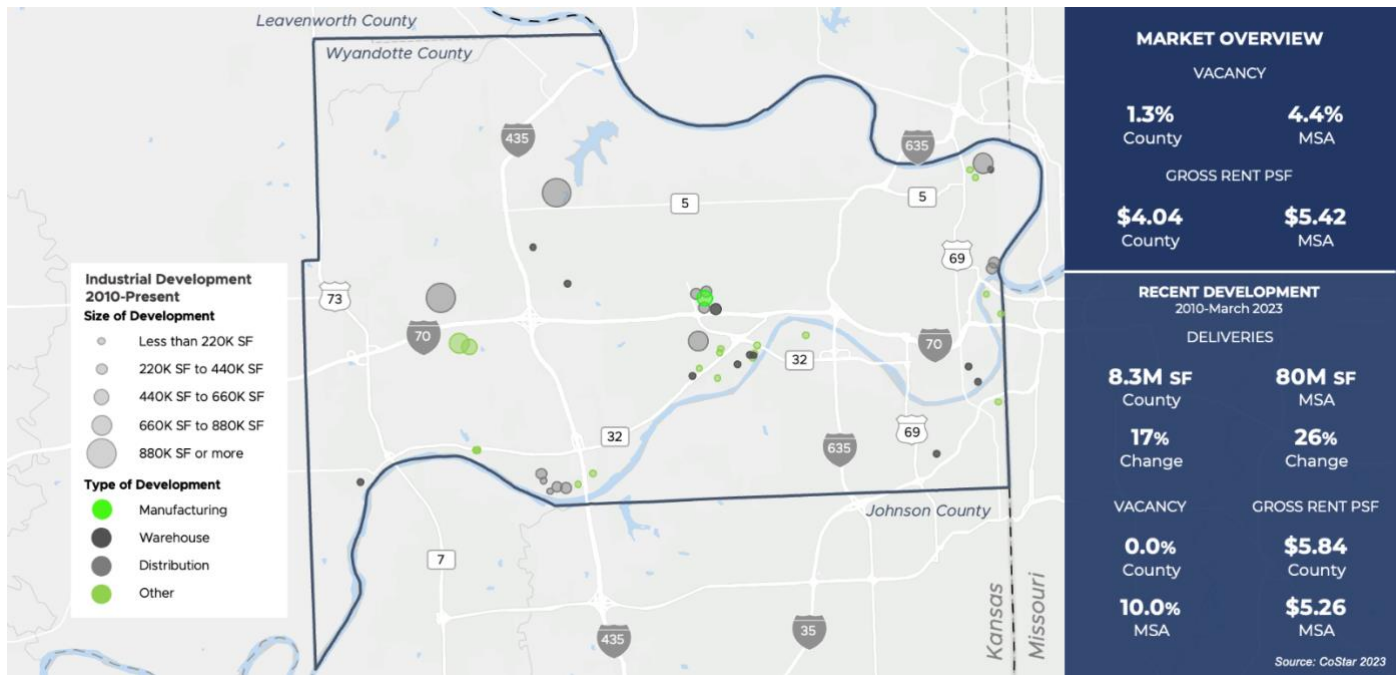 Leavenworth County
Wyandotte County
435
635
5
5
69
73
70
70
32
32
69
635
Industrial Development
2010-Present
Size of Development
Less than 220K SF
220K SF to 440K SF
440K SF to 660K SF
660K SF to 880K SF
880K SF or more
Type of Development
Manufacturing
Warehouse
Distribution
Other
Johnson County
7
435
35
Kansas
Missouri
MARKET OVERVIEW
VACANCY
1.3% 4.4%
County MSA
GROSS RENT PSF
$4.04 $5.42
County MSA
RECENT DEVELOPMENT
2010-March 2023
DELIVERIES
8.3M SF 80M SF
County MSA
17% 26%
Change Change
VACANCY GROSS RENT PSF
0.0% $5.84
County County
10.0% $5.26
MSA MSA
Source: CoStar 2023